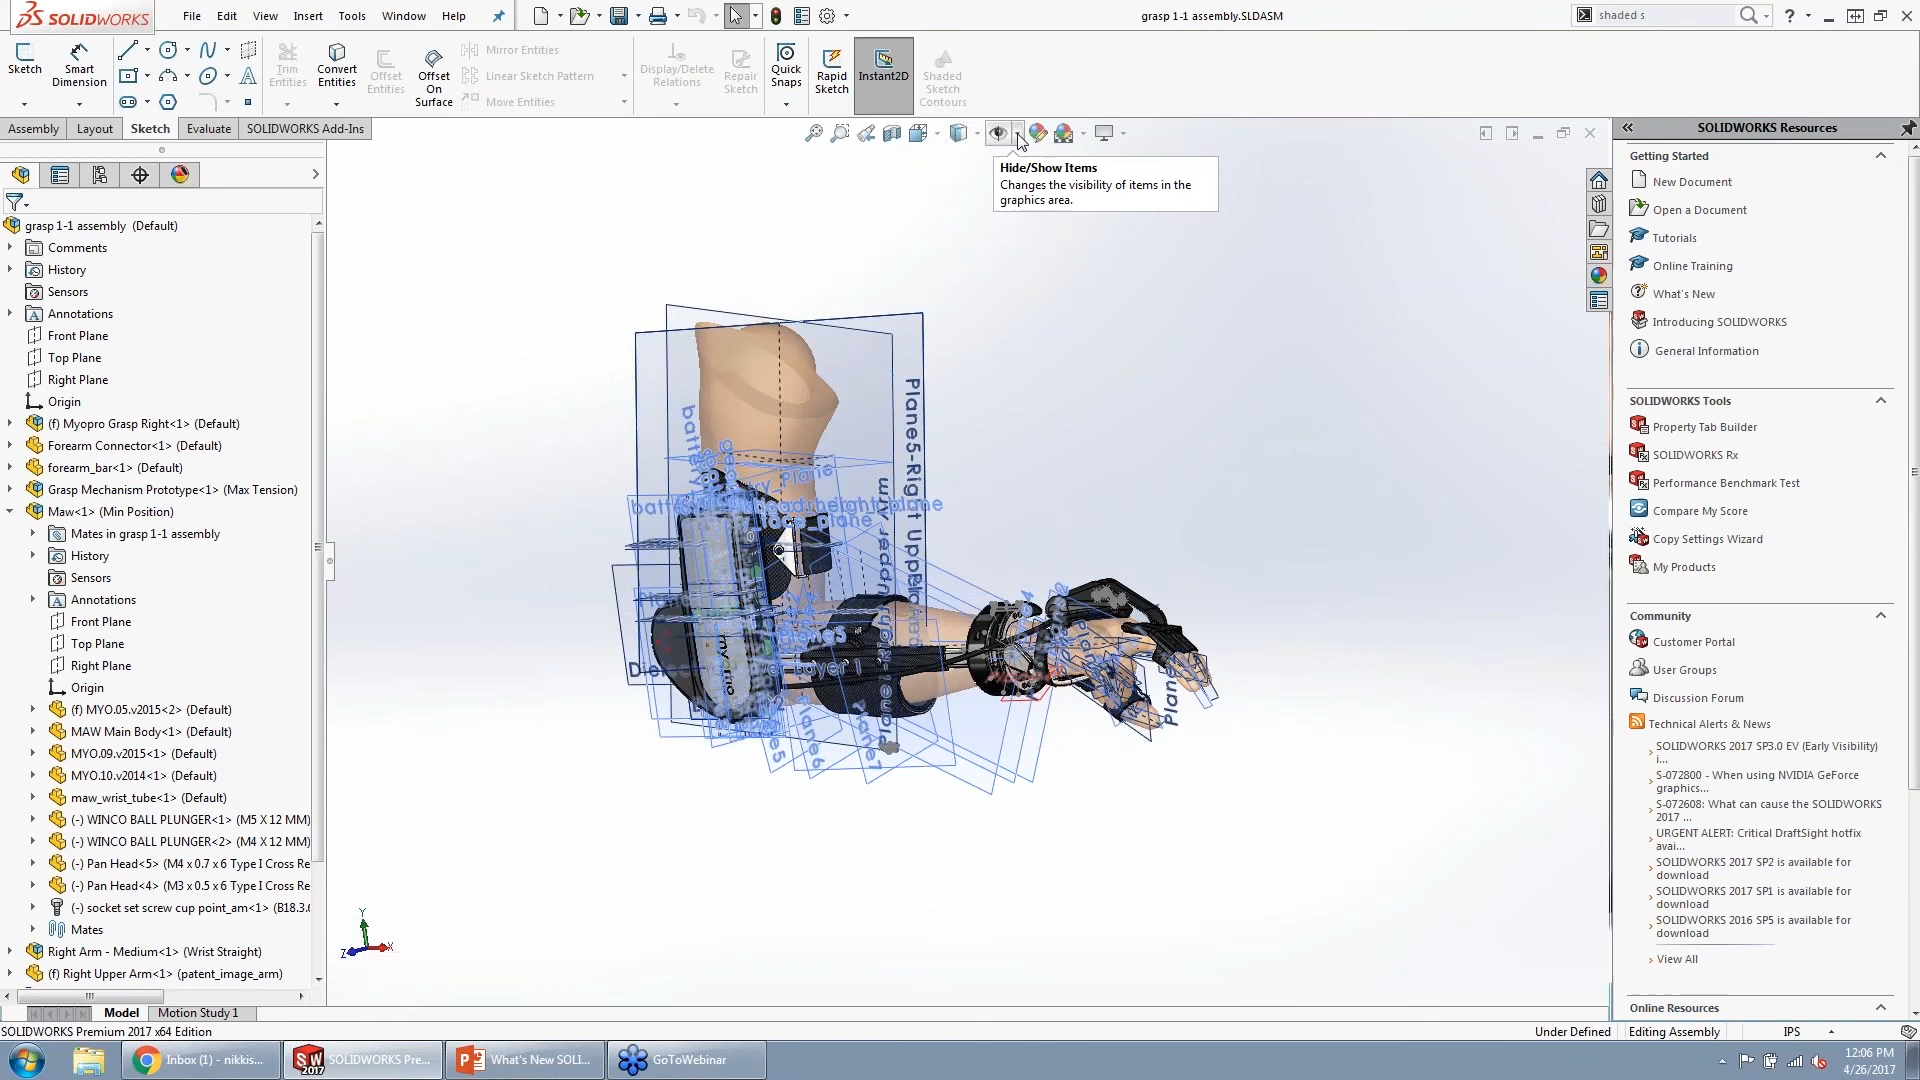 SOLIDWORKS
File Edit View Insert Tools Window Help
grasp 1-1 assembly.SLDASM
shaded s
Sketch
Smart Dimension
Trim Entities
Convert Entities
Offset Entities
Offset On Surface
Mirror Entities
Linear Sketch Pattern
Move Entities
Display/Delete Relations
Repair Sketch
Quick Snaps
Rapid Sketch
Instant2D
Shaded Sketch Contours
Assembly Layout Sketch Evaluate SOLIDWORKS Add-Ins
Hide/Show Items
Changes the visibility of items in the
graphics area.
grasp 1-1 assembly (Default)
Comments
History
Sensors
Annotations
Front Plane
Top Plane
Right Plane
Origin
(f) Myopro Grasp Right<1> (Default)
Forearm Connector<1> (Default)
forearm_bar<1> (Default)
Grasp Mechanism Prototype<1> (Max Tension)
Maw<1> (Min Position)
Mates in grasp 1-1 assembly
History
Sensors
Annotations
Front Plane
Top Plane
Right Plane
Origin
(f) MYO.05.v2015<2> (Default)
MAW Main Body<1> (Default)
MYO.09.v2015<1> (Default)
MYO.10.v2014<1> (Default)
maw_wrist_tube<1> (Default)
(-) WINCO BALL PLUNGER<1> (M5 X 12 MM)
(-) WINCO BALL PLUNGER<2> (M4 X 12 MM)
(-) Pan Head<5> (M4 x 0.7 x 6 Type I Cross Re
(-) Pan Head<4> (M3 x 0.5 x 6 Type I Cross Re
(-) socket set screw cup point_am<1> (B18.3.6
Mates
Right Arm - Medium<1> (Wrist Straight)
(f) Right Upper Arm<1> (patent_image_arm)
Plane5-Right Upp
Plane3
Plane5
Plane6
Plane7
Plane
Y
X
Z
SOLIDWORKS Resources
Getting Started
New Document
Open a Document
Tutorials
Online Training
What's New
Introducing SOLIDWORKS
General Information
SOLIDWORKS Tools
Property Tab Builder
SOLIDWORKS Rx
Performance Benchmark Test
Compare My Score
Copy Settings Wizard
My Products
Community
Customer Portal
User Groups
Discussion Forum
Technical Alerts & News
SOLIDWORKS 2017 SP3.0 EV (Early Visibility)
i...
S-072800 - When using NVIDIA GeForce
graphics...
S-072608: What can cause the SOLIDWORKS
2017 ...
URGENT ALERT: Critical DraftSight hotfix
avai...
SOLIDWORKS 2017 SP2 is available for
download
SOLIDWORKS 2017 SP1 is available for
download
SOLIDWORKS 2016 SP5 is available for
download
View All
Online Resources
Model Motion Study 1
SOLIDWORKS Premium 2017 x64 Edition
Under Defined Editing Assembly IPS
Inbox (1) - nikkis...
SW 2017 SOLIDWORKS Pre...
What's New SOLI...
GoToWebinar
12:06 PM
4/26/2017